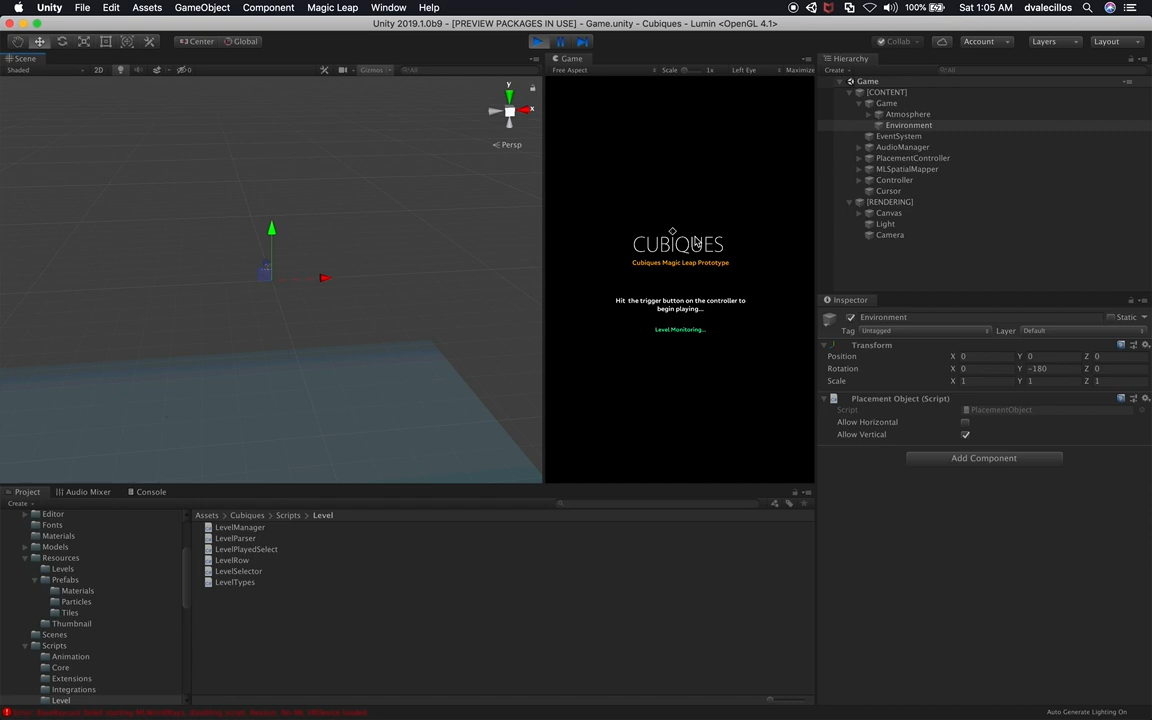 Unity File Edit Assets GameObject Component Magic Leap Window Help 100% Sat 1:05 AM dvalecillos
Unity 2019.1.0b9 - [PREVIEW PACKAGES IN USE] - Game.unity - Cubiques - Lumin <OpenGL 4.1>
Center Global Collab Account Layers Layout
Scene Game Hierarchy
Shaded 2D 0 Gizmos All Free Aspect Scale 1x Left Eye Maximize Create All
Game
[CONTENT]
Game
Atmosphere
Environment
EventSystem
AudioManager
PlacementController
MLSpatialMapper
Controller
Cursor
[RENDERING]
Canvas
Light
Camera
y
x
Persp
CUBIQUES
Cubiques Magic Leap Prototype
Hit the trigger button on the controller to
begin playing...
Level Monitoring...
Inspector
Environment Static
Tag Untagged Layer Default
Transform
Position X 0 Y 0 Z 0
Rotation X 0 Y -180 Z 0
Scale X 1 Y 1 Z 1
Placement Object (Script)
Script PlacementObject
Allow Horizontal
Allow Vertical
Add Component
Project Audio Mixer Console
Create
Editor
Fonts
Materials
Models
Resources
Levels
Prefabs
Materials
Particles
Tiles
Thumbnail
Scenes
Scripts
Animation
Core
Extensions
Integrations
Level
Assets Cubiques Scripts Level
LevelManager
LevelParser
LevelPlayedSelect
LevelRow
LevelSelector
LevelTypes
Auto Generate Lighting On